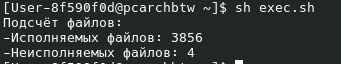 [User-8f590f0d@pcarchbtw ~]$ sh exec.sh
Подсчёт файлов:
-Исполняемых файлов: 3856
-Неисполняемых файлов: 4